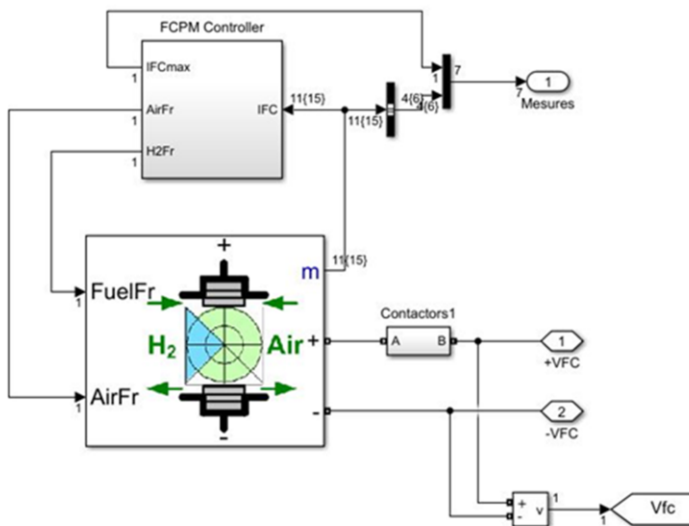 FCPM Controller
IFCmax
1
AirFr
1
H2Fr
1
IFC
11{15}
11{15}
4{6}
4{6}
1
7
7
1
Mesures
+
m
11{15}
FuelFr
1
H2
Air
AirFr
1
-
+
-
Contactors1
A
B
1
+VFC
2
-VFC
+
-
v
1
1
Vfc